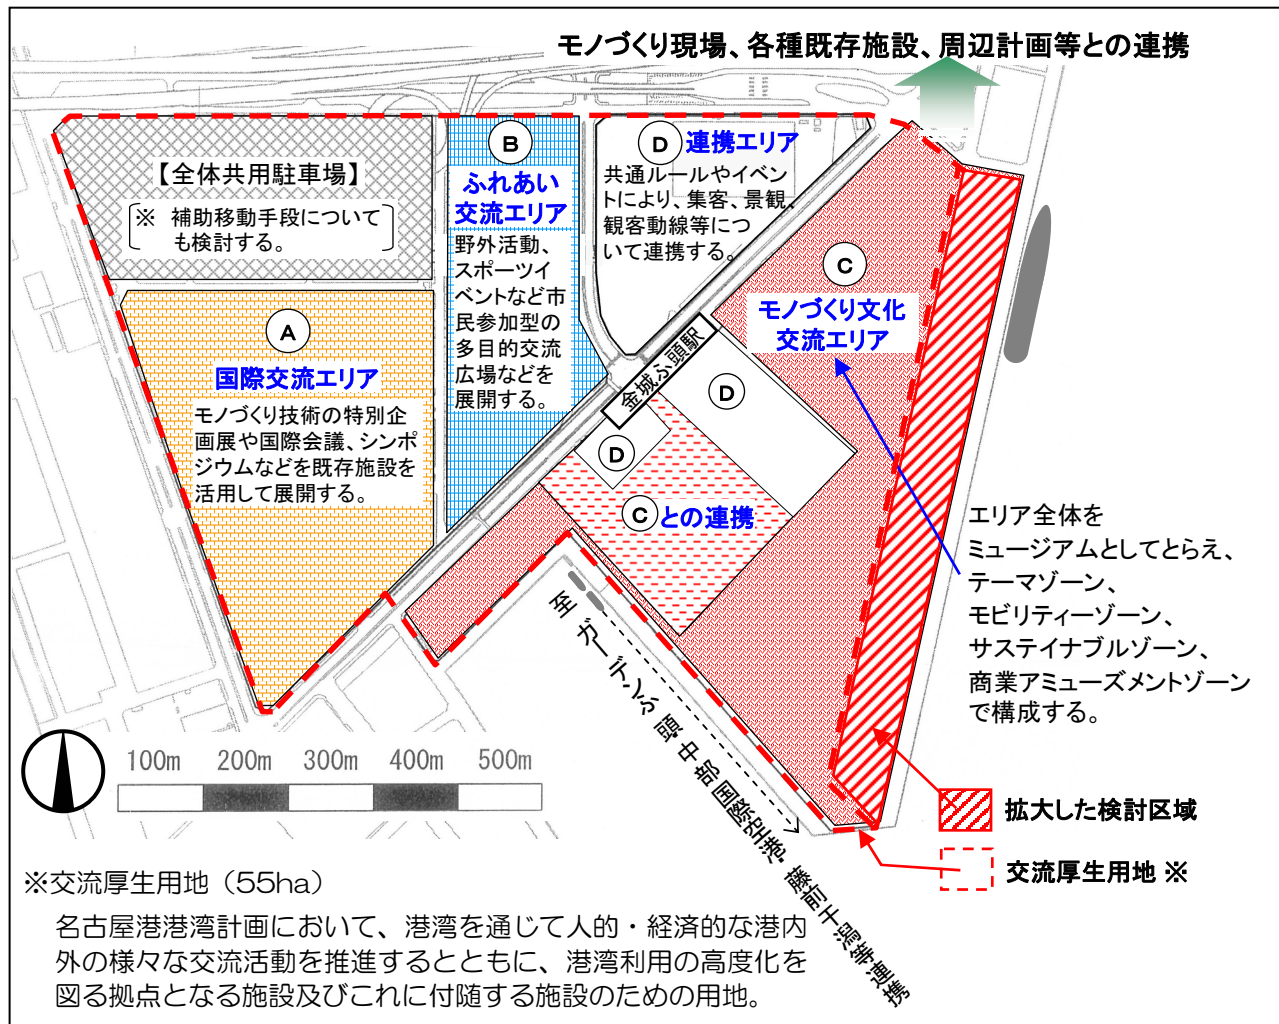 モノづくり現場、各種既存施設、周辺計画等との連携
【全体共用駐車場】
※ 補助移動手段について
も検討する。
B
ふれあい
交流エリア
野外活動、
スポーツイ
ベントなど市
民参加型の
多目的交流
広場などを
展開する。
D 連携エリア
共通ルールやイベン
トにより、集客、景観、
観客動線等につ
いて連携する。
C
モノづくり文化
交流エリア
A
国際交流エリア
モノづくり技術の特別企
画展や国際会議、シンポ
ジウムなどを既存施設を
活用して展開する。
金城ふ頭駅
D
D
C との連携
エリア全体を
ミュージアムとしてとらえ、
テーマゾーン、
モビリティーゾーン、
サステイナブルゾーン、
商業アミューズメントゾーン
で構成する。
至ガーデンふ頭・中部国際空港・藤前干潟等連携
100m 200m 300m 400m 500m
拡大した検討区域
交流厚生用地 ※
※交流厚生用地（55ha）
名古屋港港湾計画において、港湾を通じて人的・経済的な港内
外の様々な交流活動を推進するとともに、港湾利用の高度化を
図る拠点となる施設及びこれに付随する施設のための用地。